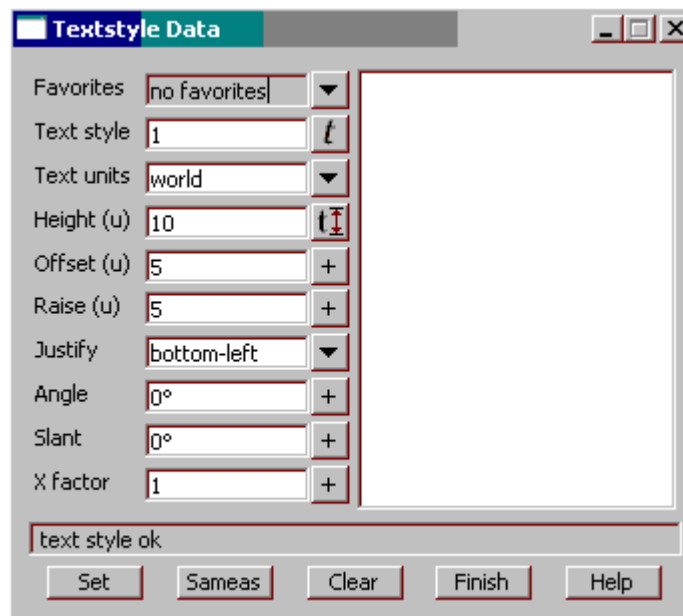 Textstyle Data
Favorites no favorites
Text style 1 t
Text units world
Height (u) 10 t
Offset (u) 5 +
Raise (u) 5 +
Justify bottom-left
Angle 0° +
Slant 0° +
X factor 1 +
text style ok
Set Sameas Clear Finish Help